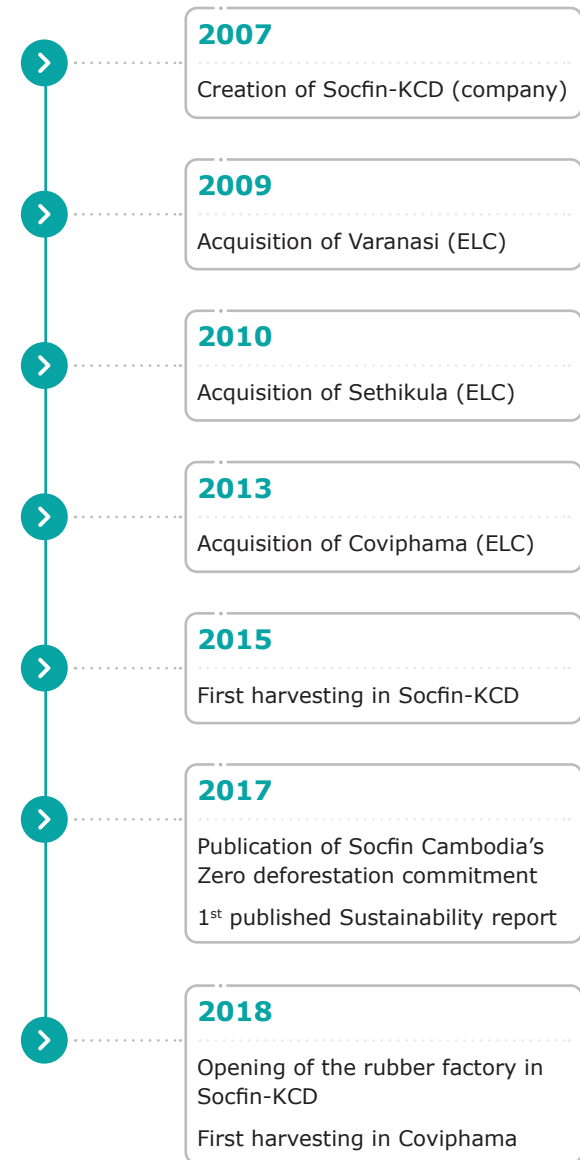 2007
Creation of Socfin-KCD (company)
2009
Acquisition of Varanasi (ELC)
2010
Acquisition of Sethikula (ELC)
2013
Acquisition of Coviphama (ELC)
2015
First harvesting in Socfin-KCD
2017
Publication of Socfin Cambodia’s
Zero deforestation commitment
1st published Sustainability report
2018
Opening of the rubber factory in
Socfin-KCD
First harvesting in Coviphama